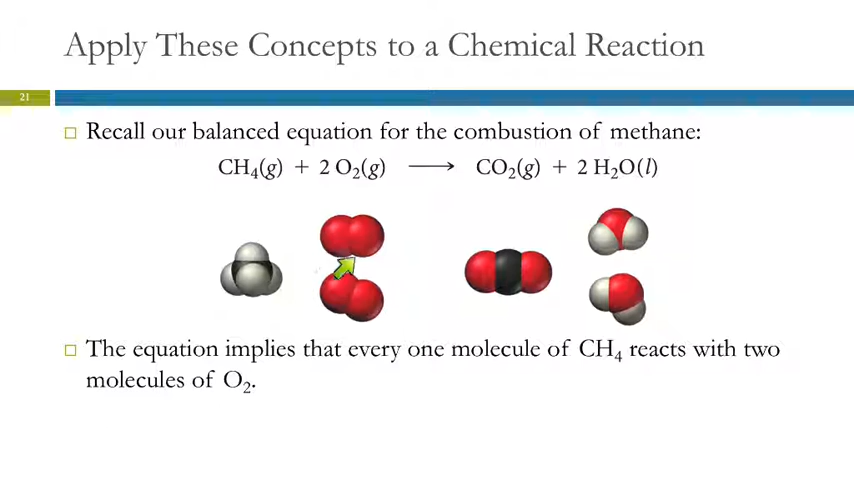 Apply These Concepts to a Chemical Reaction
21
Recall our balanced equation for the combustion of methane:
CH₄(g) + 2 O₂(g) ⟶ CO₂(g) + 2 H₂O(l)
The equation implies that every one molecule of CH₄ reacts with two
molecules of O₂.